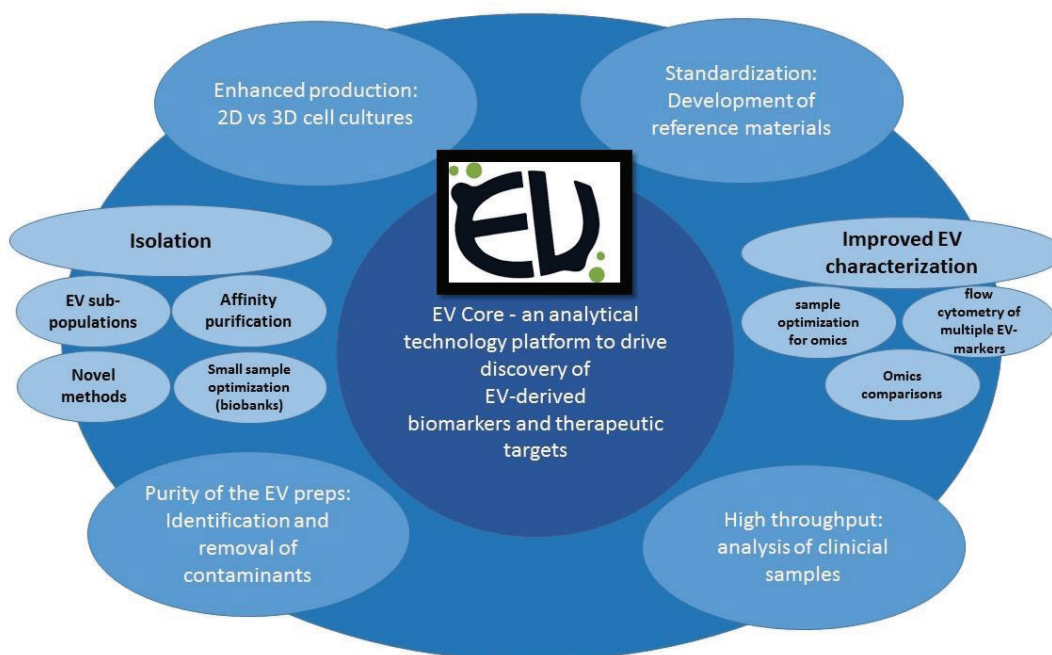 Enhanced production:
2D vs 3D cell cultures
Standardization:
Development of
reference materials
EV
Isolation
EV sub-
populations
Affinity
purification
Novel
methods
Small sample
optimization
(biobanks)
EV Core - an analytical
technology platform to drive
discovery of
EV-derived
biomarkers and therapeutic
targets
Improved EV
characterization
sample
optimization
for omics
flow
cytometry of
multiple EV-
markers
Omics
comparisons
Purity of the EV preps:
Identification and
removal of
contaminants
High throughput:
analysis of clinicial
samples